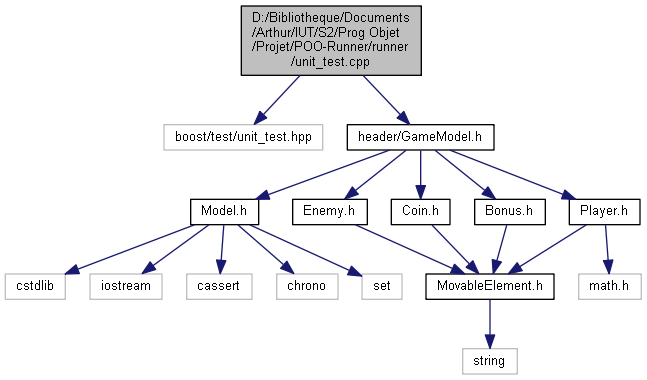 D:/Bibliotheque/Documents
/Arthur/IUT/S2/Prog Objet
/Projet/POO-Runner/runner
/unit_test.cpp
boost/test/unit_test.hpp
header/GameModel.h
Model.h
Enemy.h
Coin.h
Bonus.h
Player.h
cstdlib
iostream
cassert
chrono
set
MovableElement.h
math.h
string